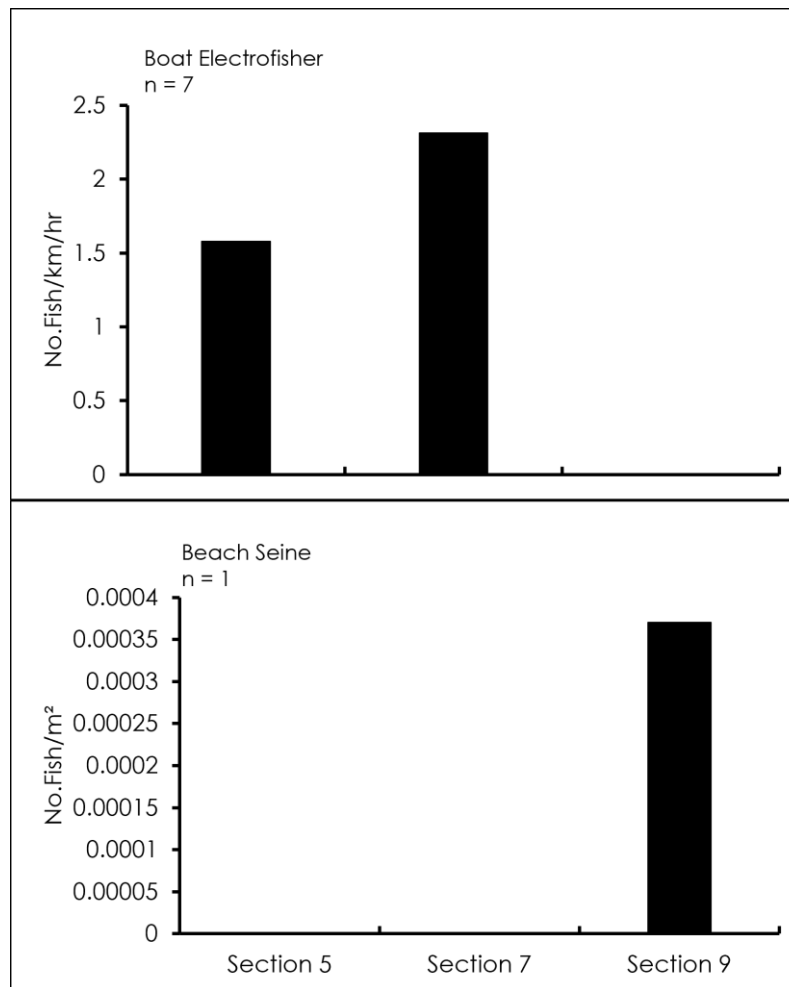 Boat Electrofisher
n = 7
No.Fish/km/hr
2.5
2
1.5
1
0.5
0
Beach Seine
n = 1
No.Fish/m²
0.0004
0.00035
0.0003
0.00025
0.0002
0.00015
0.0001
0.00005
0
Section 5 Section 7 Section 9